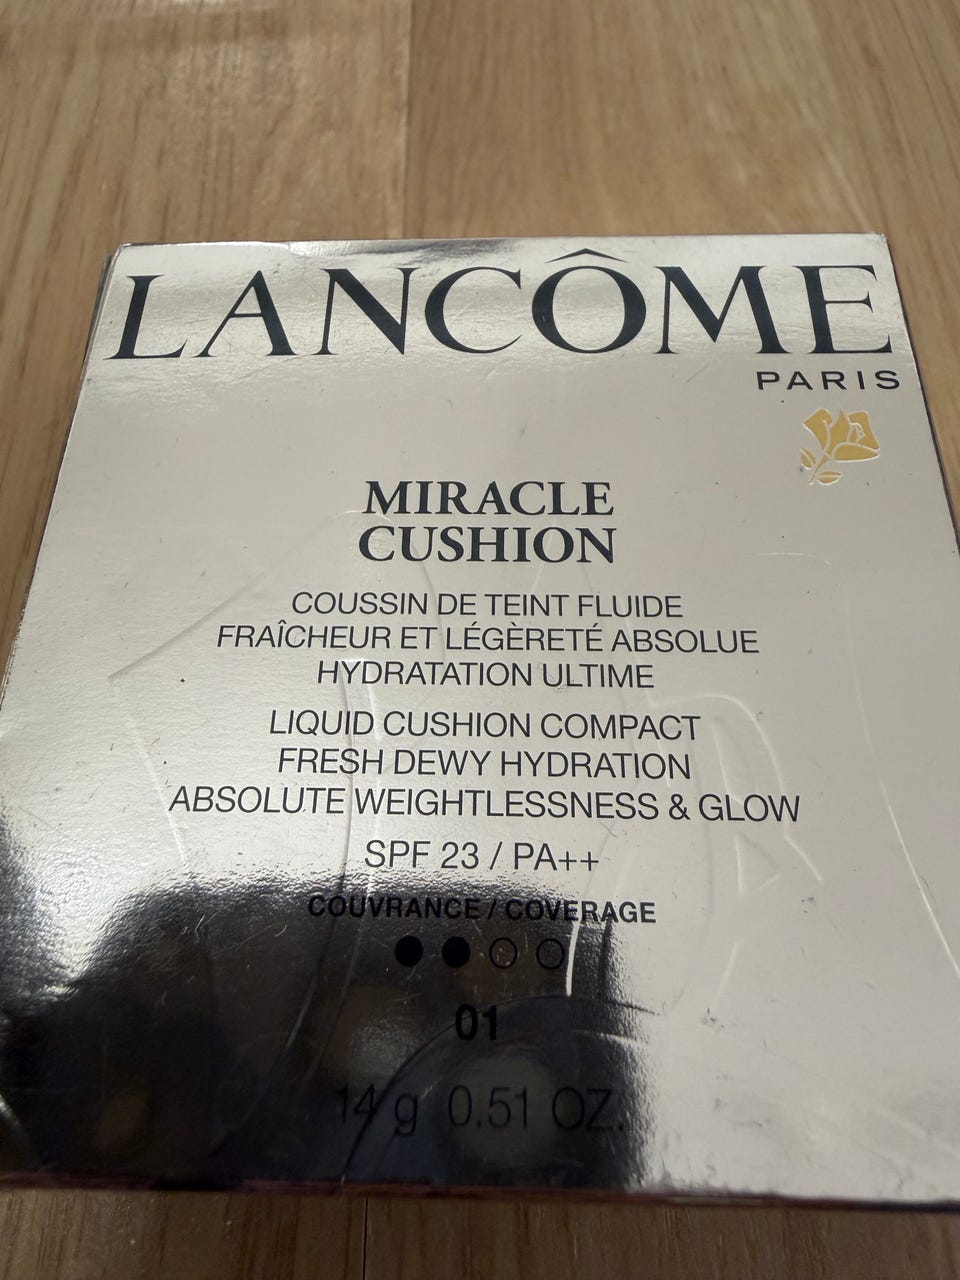 LANCÔME
PARIS
MIRACLE
CUSHION
COUSSIN DE TEINT FLUIDE
FRAÎCHEUR ET LÉGÈRETÉ ABSOLUE
HYDRATATION ULTIME
LIQUID CUSHION COMPACT
FRESH DEWY HYDRATION
ABSOLUTE WEIGHTLESSNESS & GLOW
SPF 23 / PA++
COUVRANCE / COVERAGE
01
14 g 0.51 OZ.